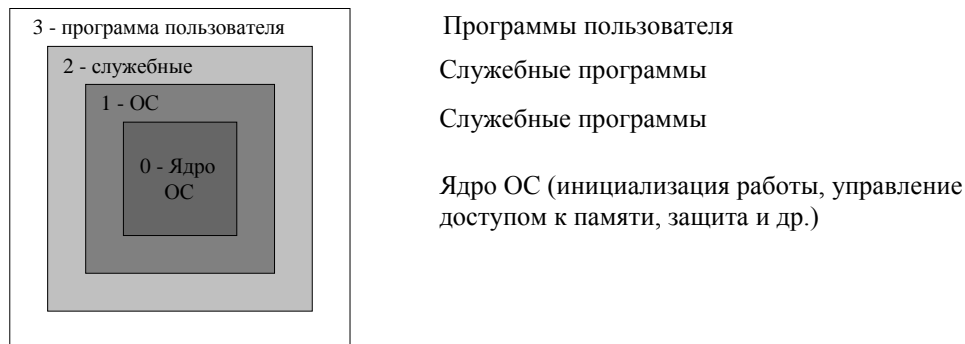 3 - программа пользователя
2 - служебные
1 - ОС
0 - Ядро
ОС
Программы пользователя
Служебные программы
Служебные программы
Ядро ОС (инициализация работы, управление
доступом к памяти, защита и др.)